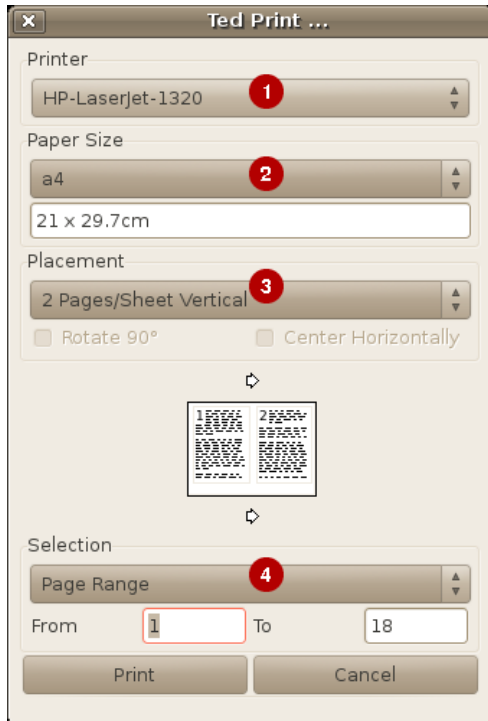 Ted Print ...
Printer
HP-LaserJet-1320
1
Paper Size
2
a4
21 x 29.7cm
Placement
3
2 Pages/Sheet Vertical
Rotate 90° Center Horizontally
1 2
Selection
4
Page Range
From 1 To 18
Print Cancel